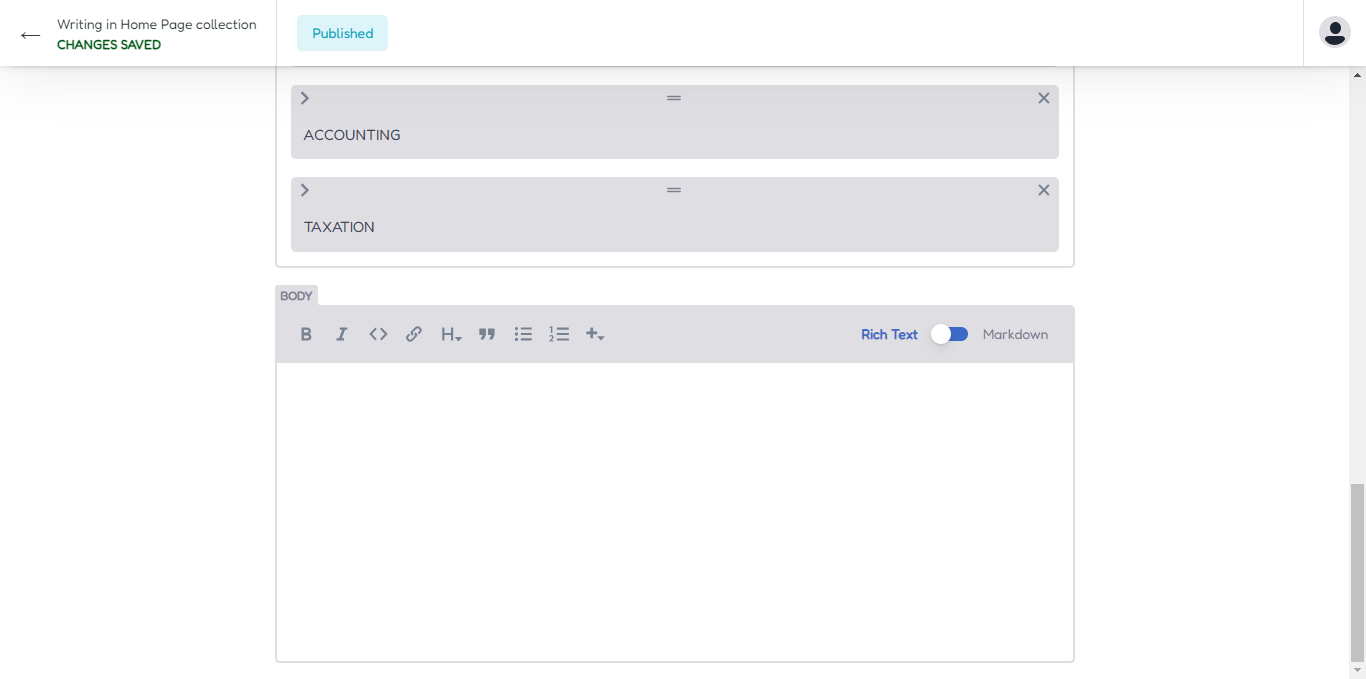 Writing in Home Page collection
CHANGES SAVED
Published
ACCOUNTING
TAXATION
BODY
B I <> H
Rich Text Markdown